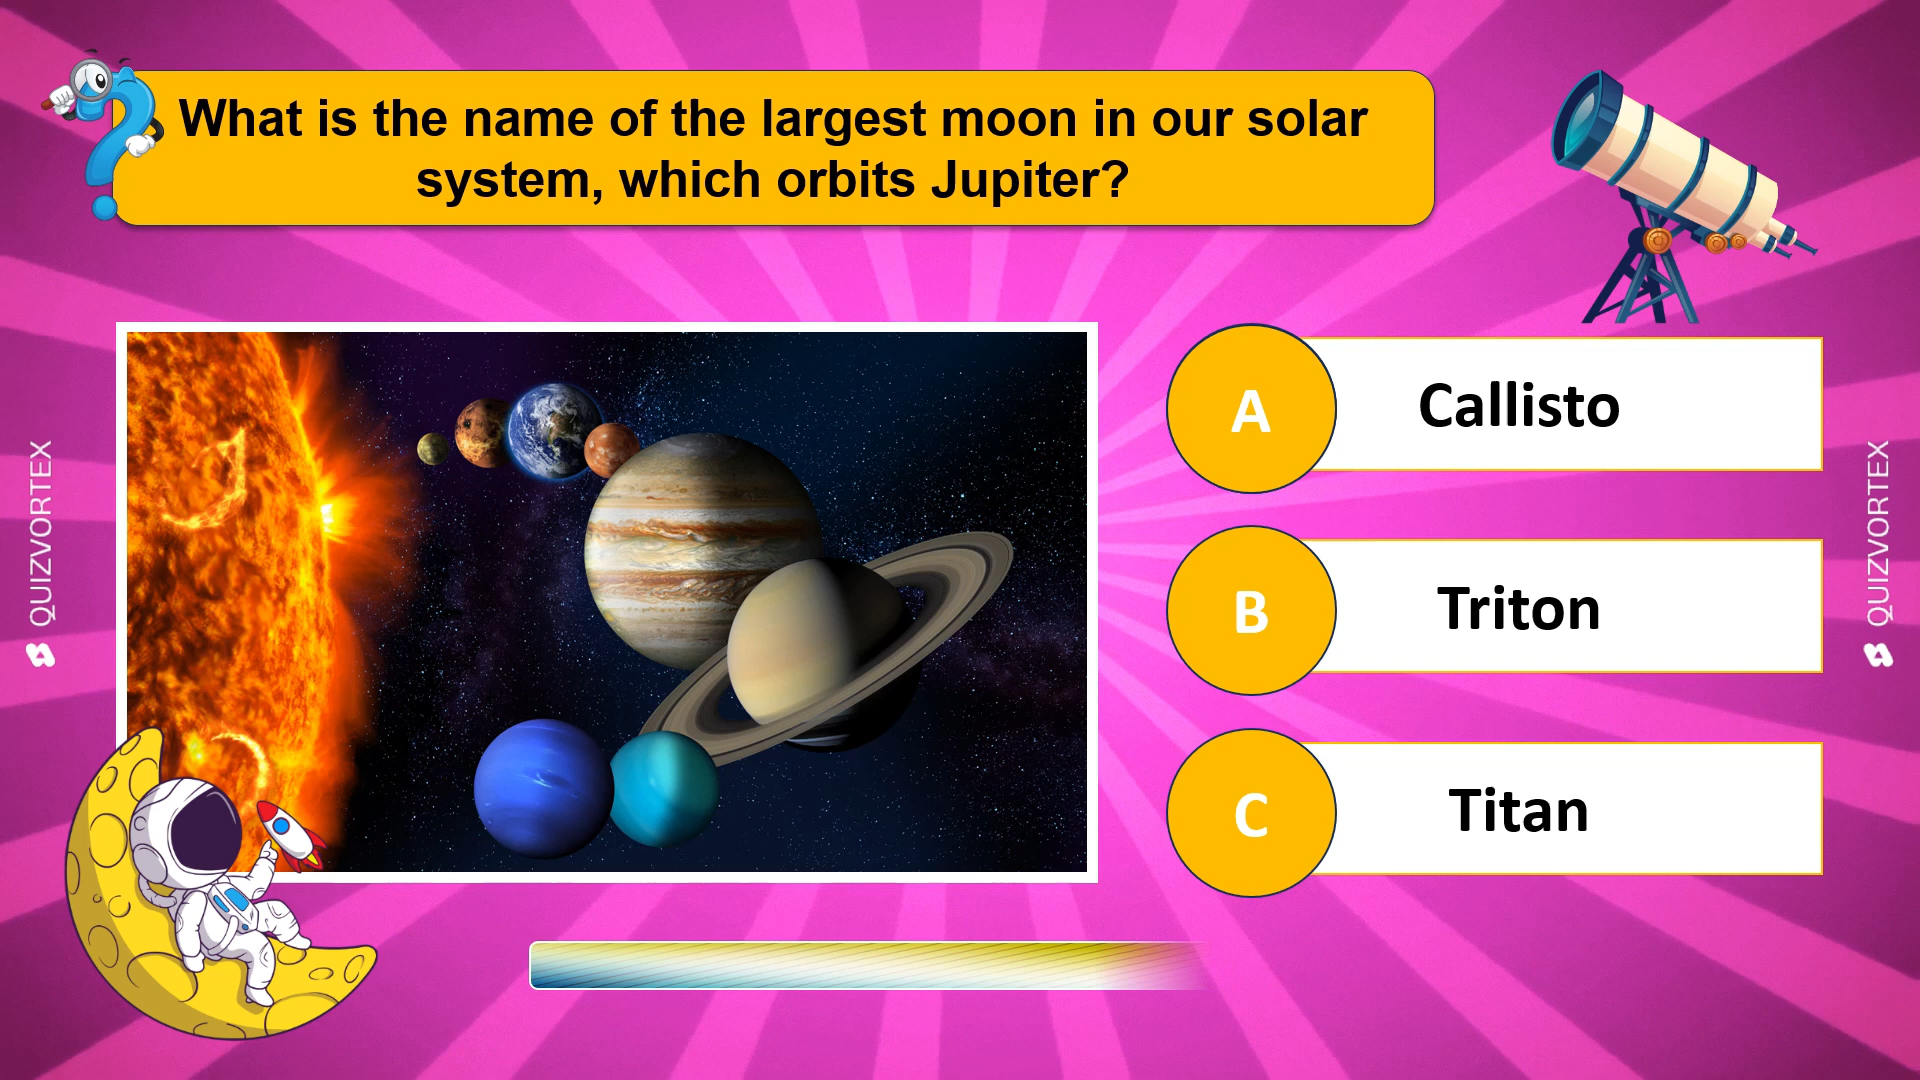 What is the name of the largest moon in our solar
system, which orbits Jupiter?
A
Callisto
B
Triton
C
Titan
QUIZVORTEX
QUIZVORTEX